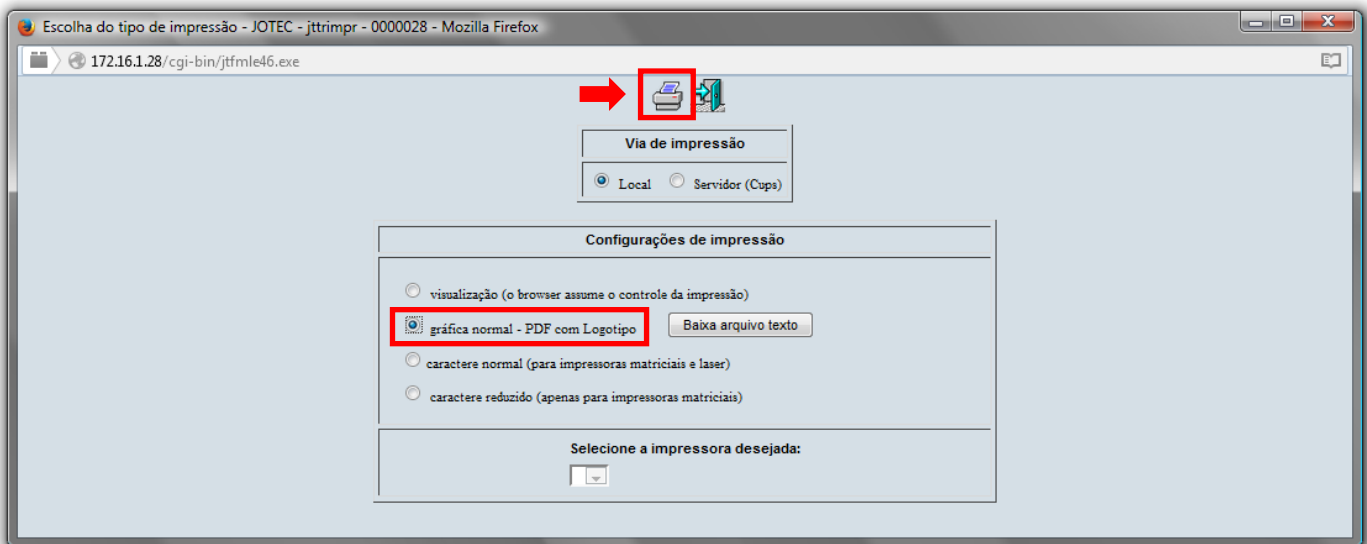 Escolha do tipo de impressão - JOTEC - jttrimpr - 0000028 - Mozilla Firefox
172.16.1.28/cgi-bin/jtfmle46.exe
Via de impressão
Local Servidor (Cups)
Configurações de impressão
visualização (o browser assume o controle da impressão)
gráfica normal - PDF com Logotipo Baixa arquivo texto
caractere normal (para impressoras matriciais e laser)
caractere reduzido (apenas para impressoras matriciais)
Selecione a impressora desejada: